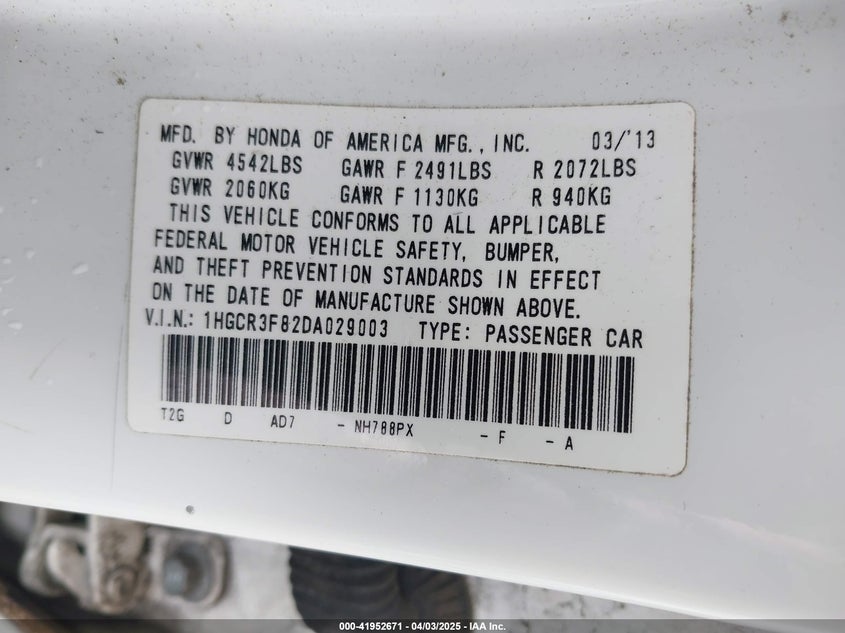 MFD. BY HONDA OF AMERICA MFG., INC. 03/'13
GVWR 4542LBS GAWR F 2491LBS R 2072LBS
GVWR 2060KG GAWR F 1130KG R 940KG
THIS VEHICLE CONFORMS TO ALL APPLICABLE
FEDERAL MOTOR VEHICLE SAFETY, BUMPER,
AND THEFT PREVENTION STANDARDS IN EFFECT
ON THE DATE OF MANUFACTURE SHOWN ABOVE.
V.I.N.: 1HGCR3F82DA029003 TYPE: PASSENGER CAR
T2G D AD7 - NH788PX - F - A
000-41952671 - 04/03/2025 - IAA Inc.